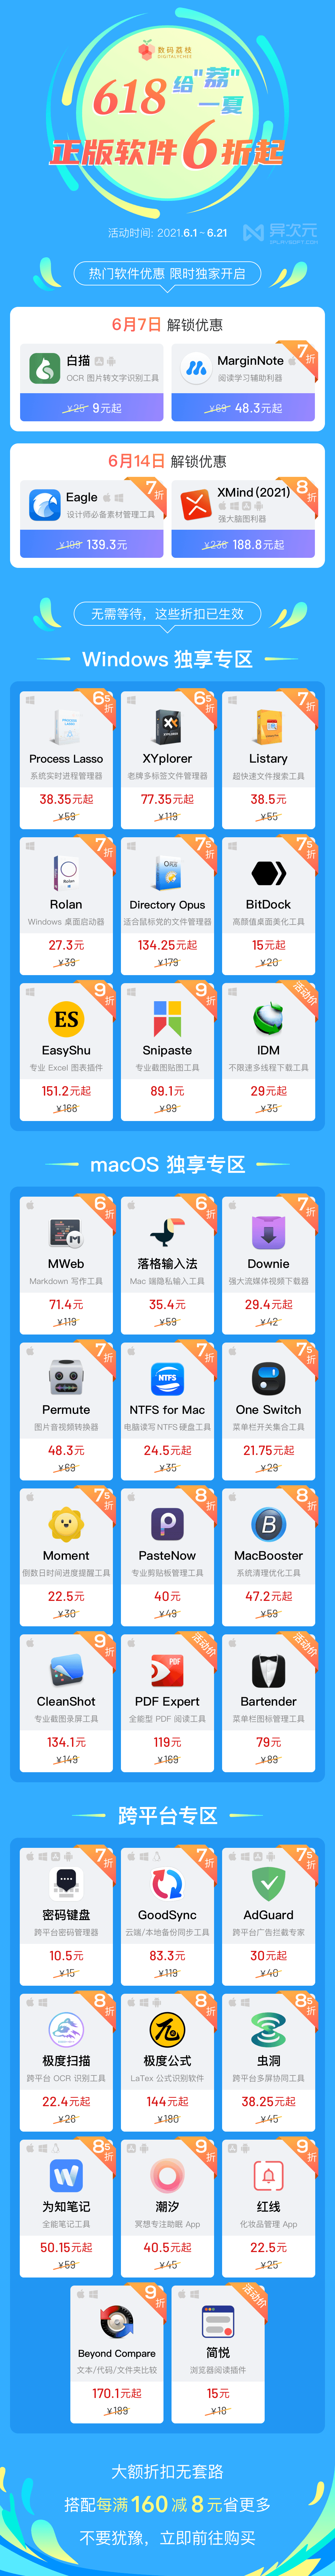 数码荔枝
DIGITALYCHEE
618给"荔"一夏
正版软件6折起
活动时间: 2021.6.1 ~ 6.21
异次元
IPLAYSOFT.COM
热门软件优惠 限时独家开启
6月7日 解锁优惠
7折
白描
MarginNote
OCR 图片转文字识别工具
阅读学习辅助利器
¥25 9元起
¥69 48.3元起
6月14日 解锁优惠
7折
8折
Eagle
XMind (2021)
设计师必备素材管理工具
强大脑图利器
¥199 139.3元
¥236 188.8元起
无需等待，这些折扣已生效
Windows 独享专区
65折
65折
7折
Process Lasso
XYplorer
Listary
系统实时进程管理器
老牌多标签文件管理器
超快速文件搜索工具
38.35元起
77.35元起
38.5元
¥59
¥119
¥55
7折
75折
75折
Rolan
Directory Opus
BitDock
Windows 桌面启动器
适合鼠标党的文件管理器
高颜值桌面美化工具
27.3元
134.25元起
15元起
¥39
¥179
¥20
9折
9折
活动价
EasyShu
Snipaste
IDM
专业 Excel 图表插件
专业截图贴图工具
不限速多线程下载工具
151.2元起
89.1元
29元起
¥168
¥99
¥35
macOS 独享专区
6折
6折
7折
MWeb
落格输入法
Downie
Markdown 写作工具
Mac 端隐私输入工具
强大流媒体视频下载器
71.4元
35.4元
29.4元起
¥119
¥59
¥42
7折
7折
75折
Permute
NTFS for Mac
One Switch
图片音视频转换器
电脑读写NTFS硬盘工具
菜单栏开关集合工具
48.3元
24.5元起
21.75元起
¥69
¥35
¥29
75折
8折
8折
Moment
PasteNow
MacBooster
倒数日时间进度提醒工具
专业剪贴板管理工具
系统清理优化工具
22.5元
40元
47.2元起
¥30
¥49
¥59
9折
活动价
活动价
CleanShot
PDF Expert
Bartender
专业截图录屏工具
全能型 PDF 阅读工具
菜单栏图标管理工具
134.1元
119元
79元
¥149
¥169
¥89
跨平台专区
7折
7折
75折
密码键盘
GoodSync
AdGuard
跨平台密码管理器
云端/本地备份同步工具
跨平台广告拦截专家
10.5元
83.3元
30元起
¥15
¥119
¥40
8折
8折
85折
极度扫描
极度公式
虫洞
跨平台 OCR 识别工具
LaTex 公式识别软件
跨平台多屏协同工具
22.4元起
144元起
38.25元起
¥28
¥180
¥45
85折
9折
9折
为知笔记
潮汐
红线
全能笔记工具
冥想专注助眠 App
化妆品管理 App
50.15元起
40.5元起
22.5元
¥59
¥45
¥25
9折
活动价
Beyond Compare
简悦
文本/代码/文件夹比较
浏览器阅读插件
170.1元起
15元
¥189
¥18
大额折扣无套路
搭配每满160减8元省更多
不要犹豫，立即前往购买